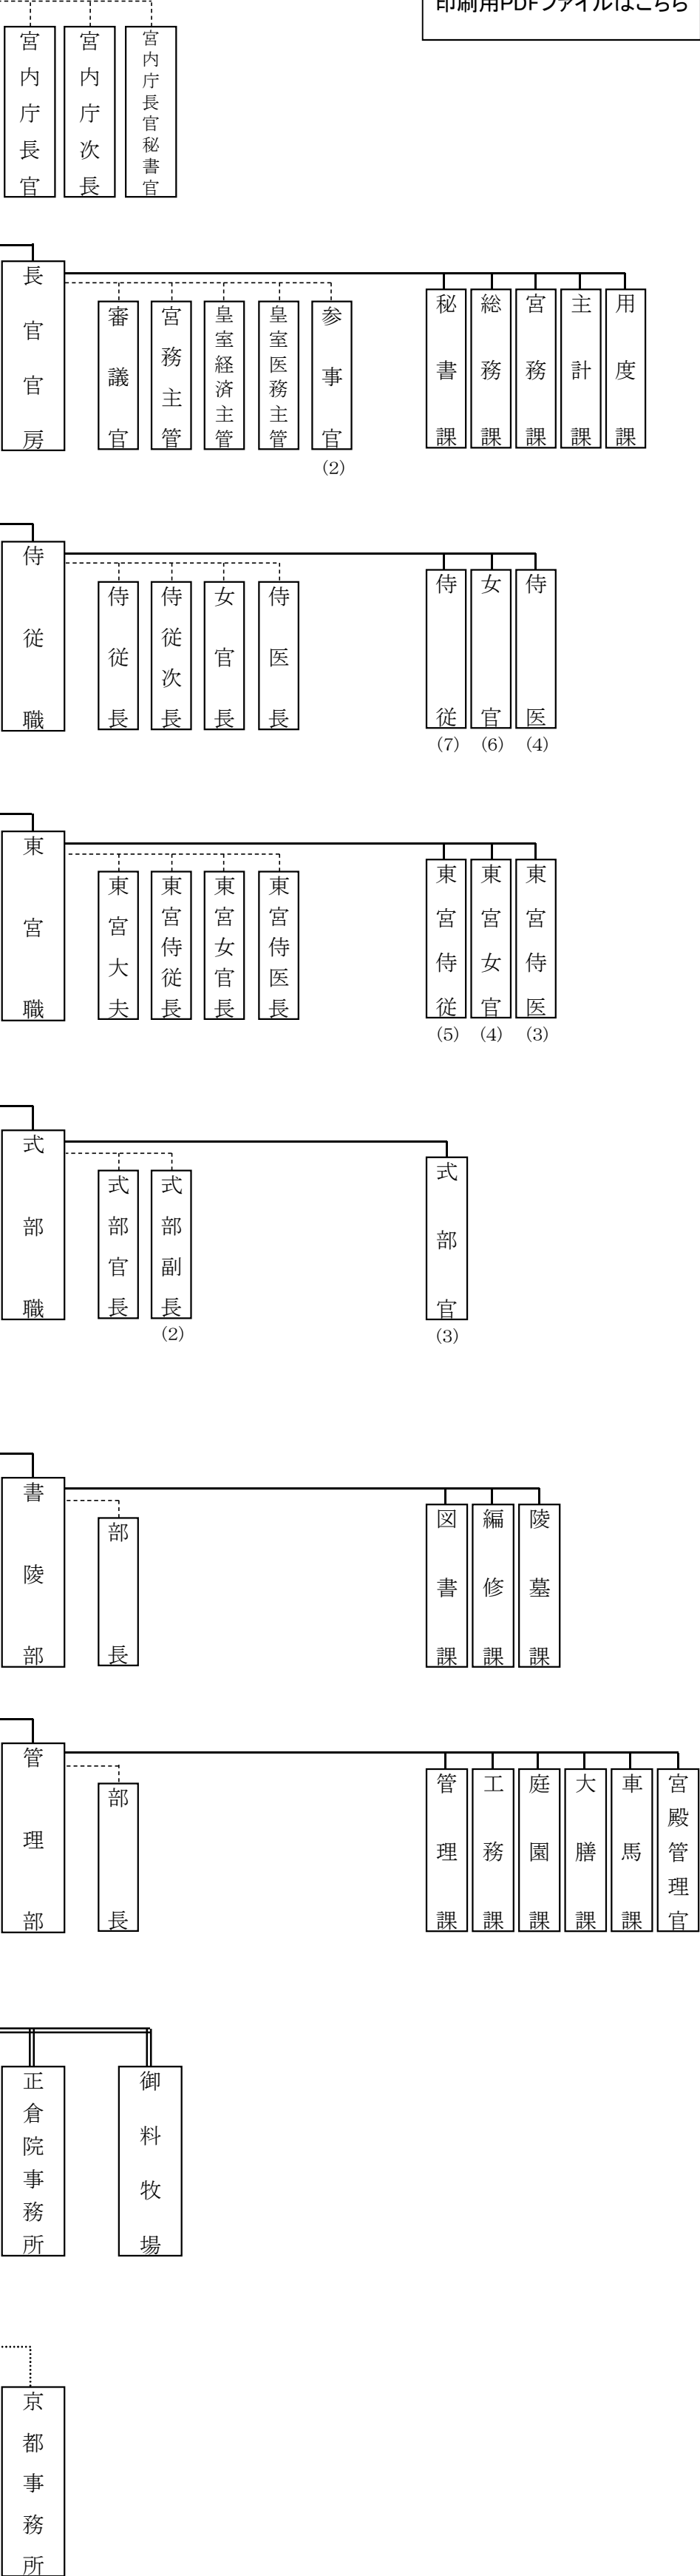 印刷用PDFファイルはこちら
宮内庁長官
宮内庁次長
宮内庁長官秘書官
長官官房
審議官
宮務主管
皇室経済主管
皇室医務主管
参事官
(2)
秘書課
総務課
宮務課
主計課
用度課
侍従職
侍従長
侍従次長
女官長
侍医長
侍従
(7)
女官
(6)
侍医
(4)
東宮職
東宮大夫
東宮侍従長
東宮女官長
東宮侍医長
東宮侍従
(5)
東宮女官
(4)
東宮侍医
(3)
式部職
式部官長
式部副長
(2)
式部官
(3)
書陵部
部長
図書課
編修課
陵墓課
管理部
部長
管理課
工務課
庭園課
大膳課
車馬課
宮殿管理官
正倉院事務所
御料牧場
京都事務所